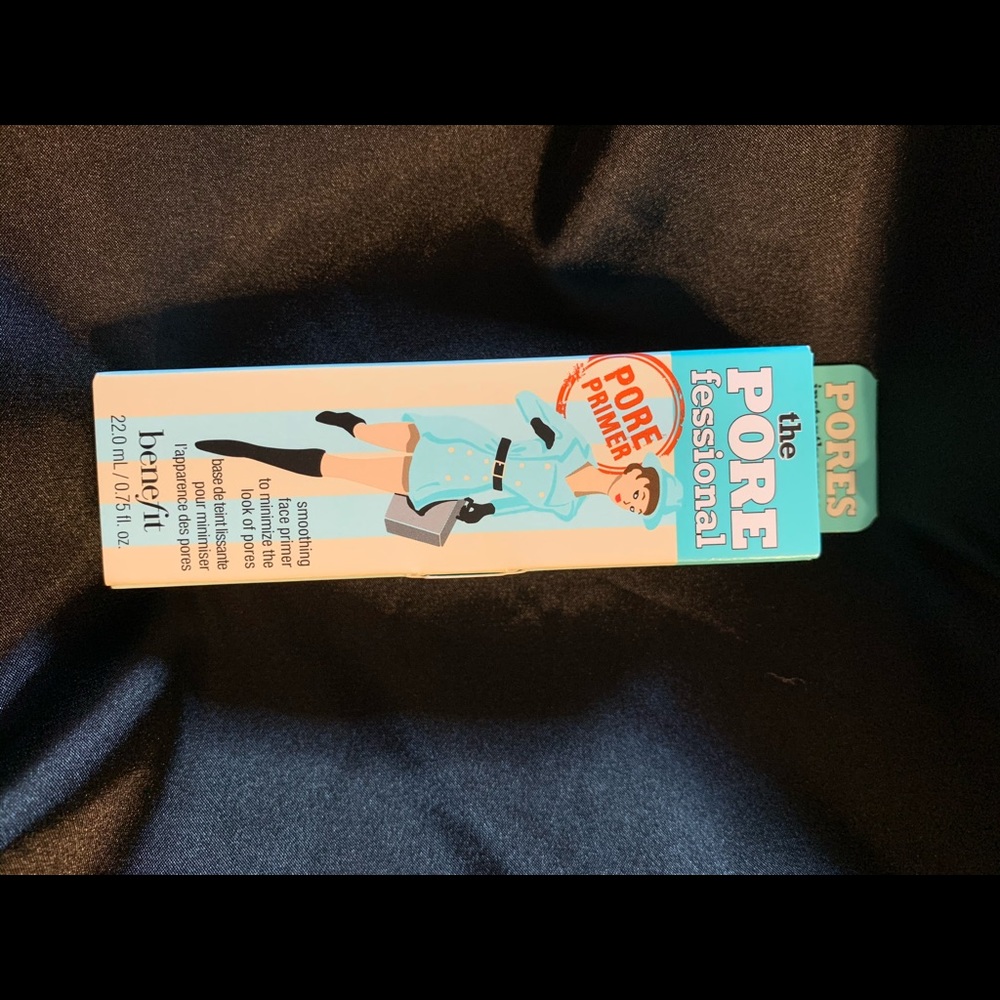 PORES
the
PORE
fessional
PORE
PRIMER
smoothing
face primer
to minimize the
look of pores
base de teint lissante
pour minimiser
l'apparence des pores
benefit
22.0 mL / 0.75 fl. oz.